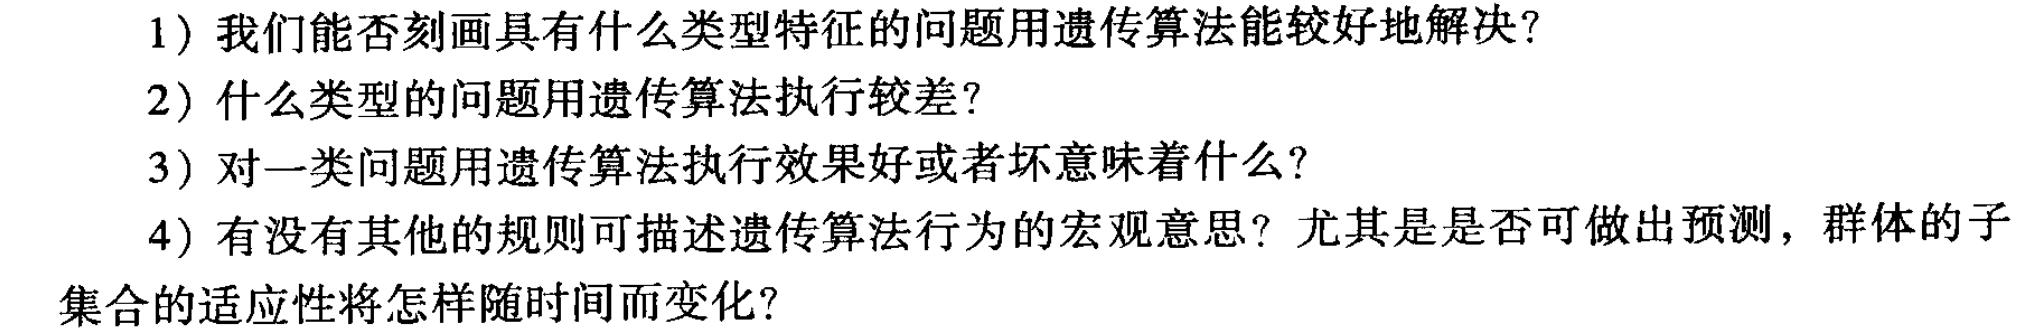 1）我们能否刻画具有什么类型特征的问题用遗传算法能较好地解决？
2）什么类型的问题用遗传算法执行较差？
3）对一类问题用遗传算法执行效果好或者坏意味着什么？
4）有没有其他的规则可描述遗传算法行为的宏观意思？尤其是是否可做出预测，群体的子
集合的适应性将怎样随时间而变化？